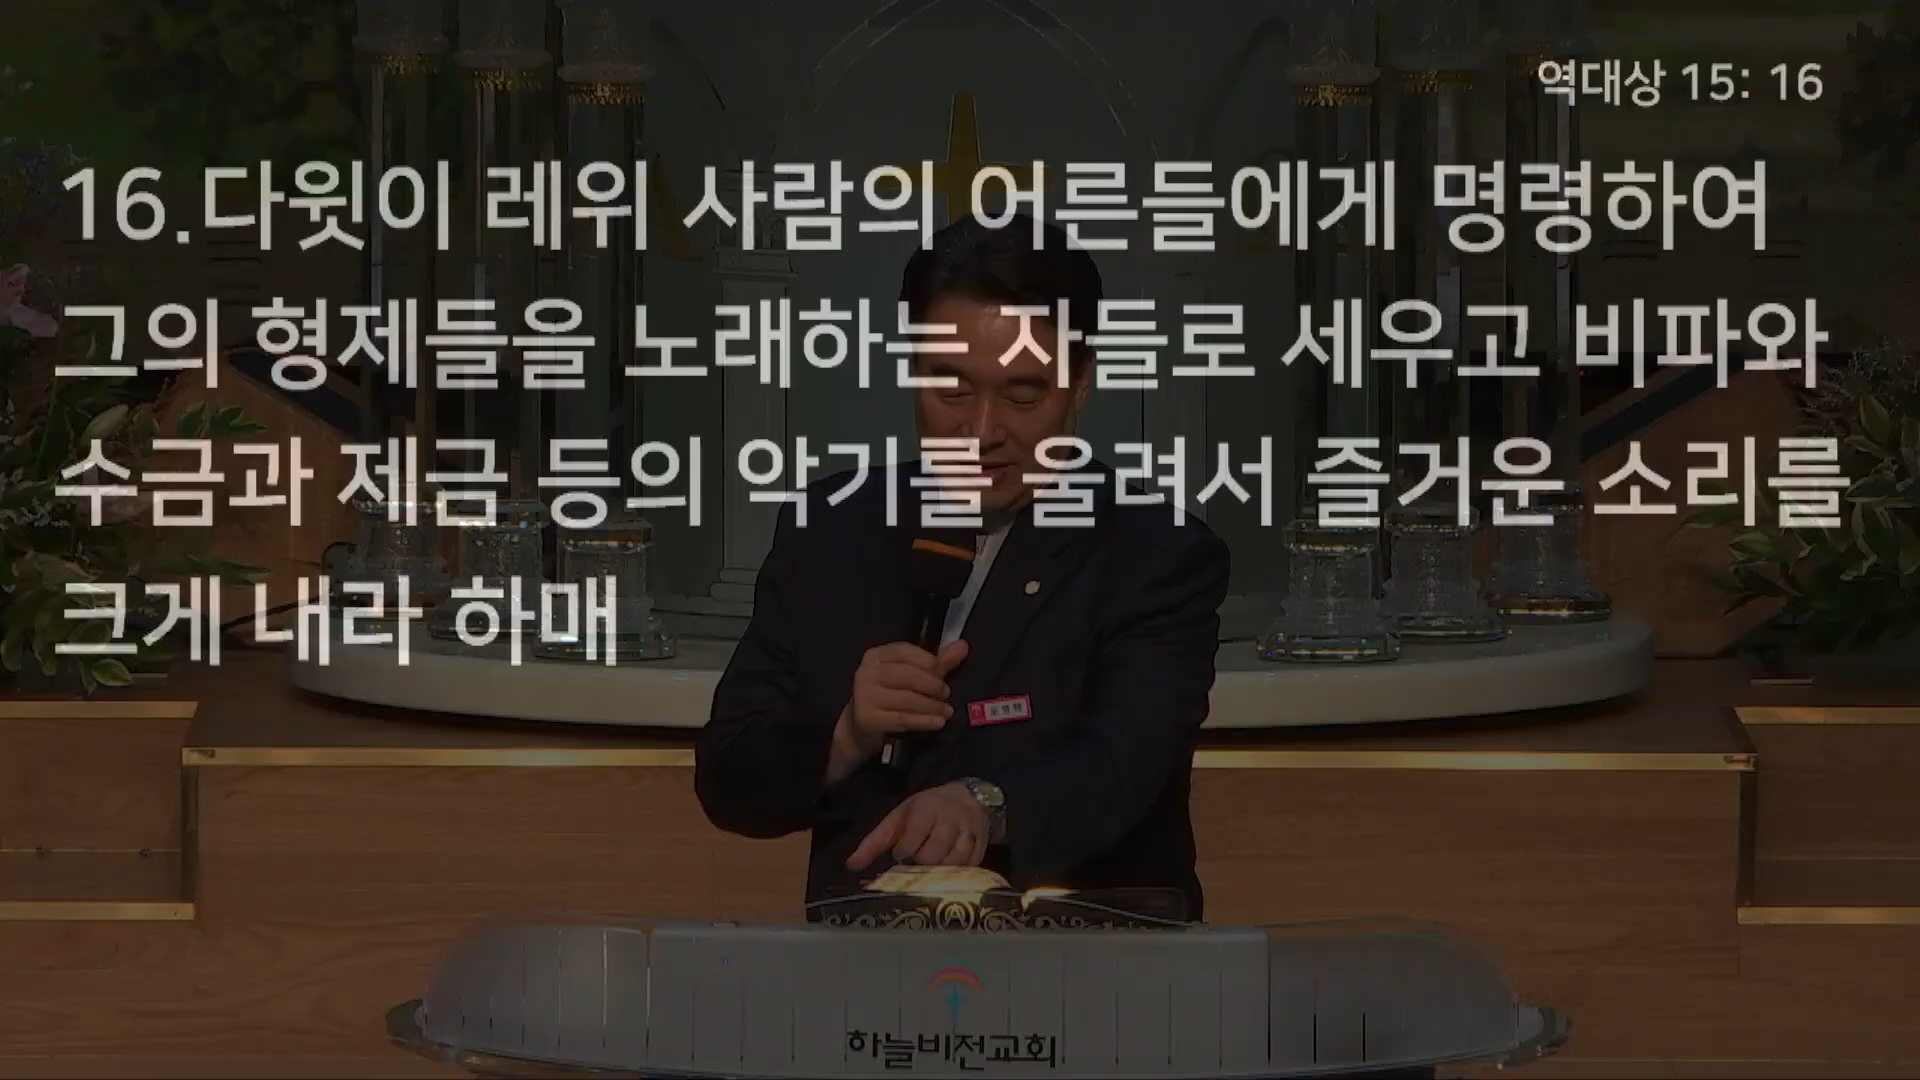 역대상 15: 16
16.다윗이 레위 사람의 어른들에게 명령하여
그의 형제들을 노래하는 자들로 세우고 비파와
수금과 제금 등의 악기를 울려서 즐거운 소리를
크게 내라 하매
하늘비전교회